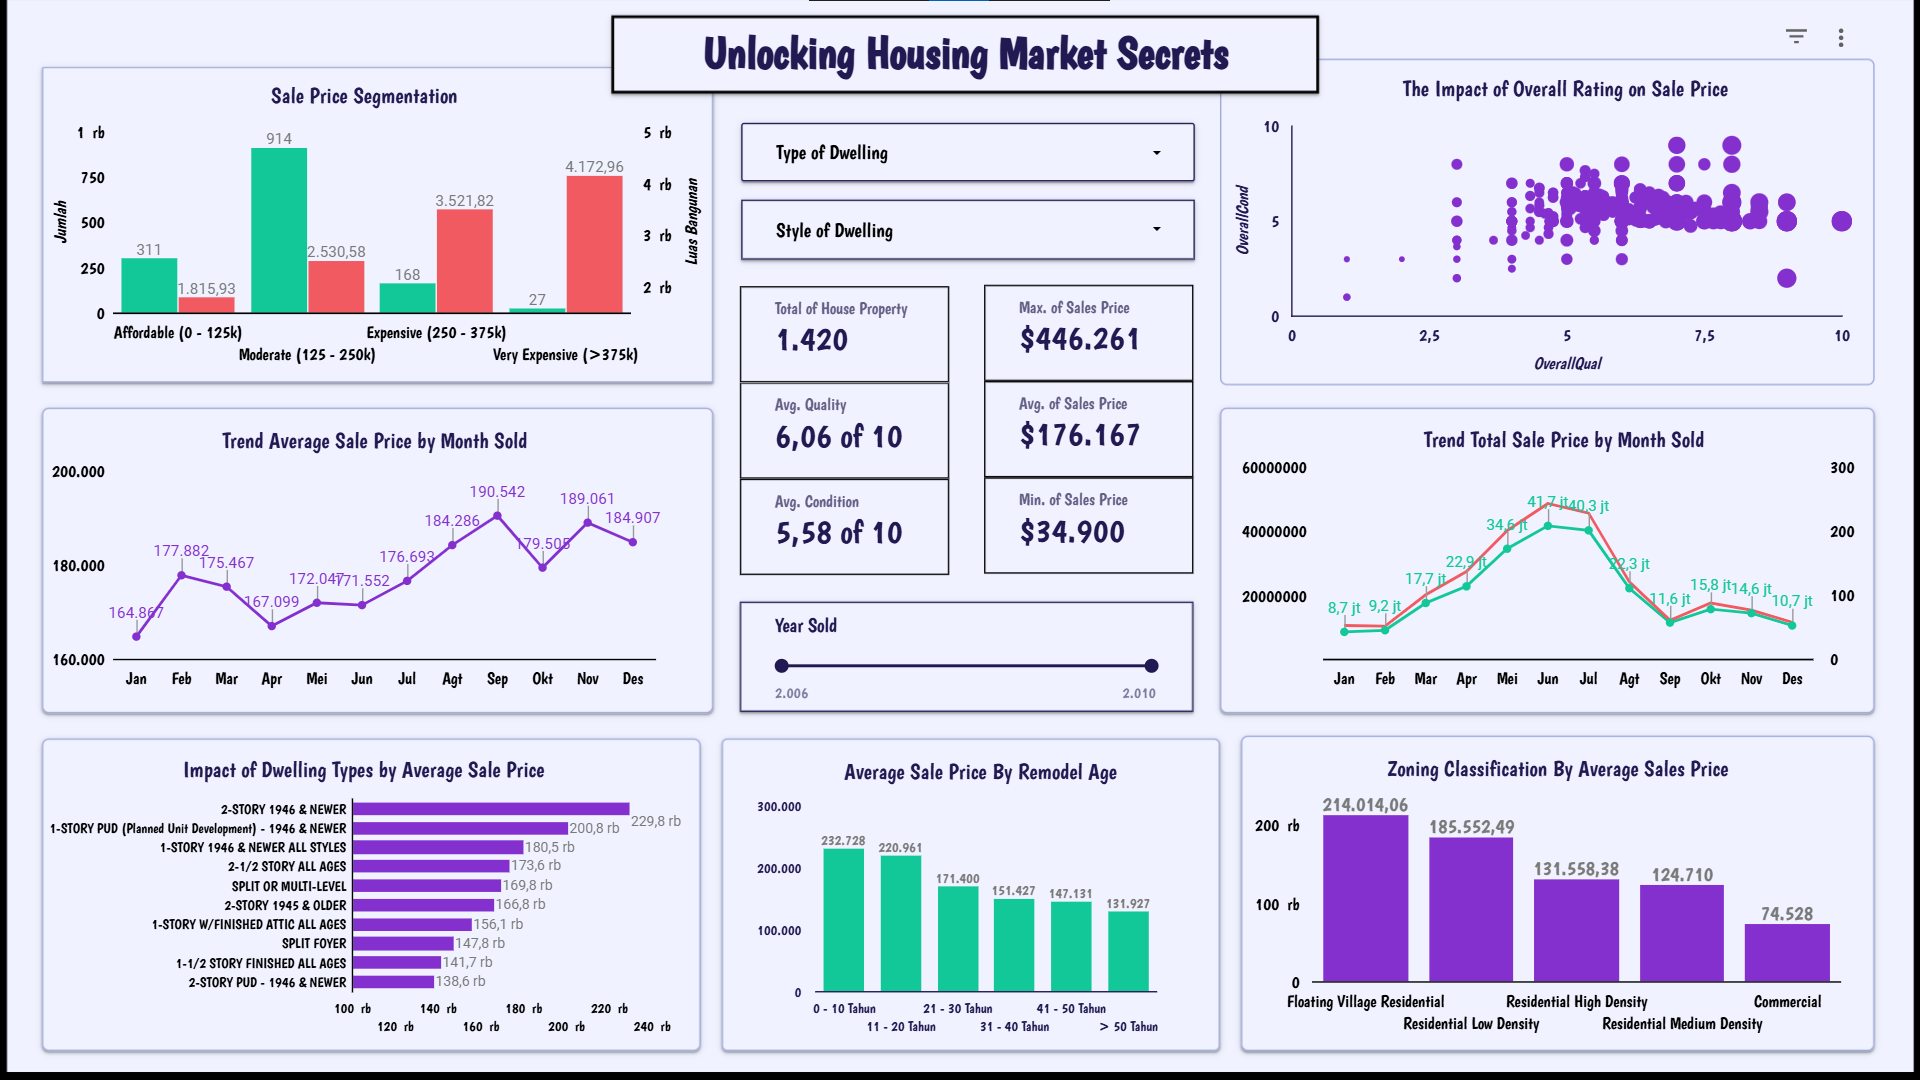 Unlocking Housing Market Secrets
Sale Price Segmentation
1 rb
750
500
250
0
Jumlah
5 rb
4 rb
3 rb
2 rb
Luas Bangunan
311
1.815,93
914
2.530,58
168
3.521,82
27
4.172,96
Affordable (0 - 125k)
Moderate (125 - 250k)
Expensive (250 - 375k)
Very Expensive (>375k)
Type of Dwelling
Style of Dwelling
Total of House Property
1.420
Avg. Quality
6,06 of 10
Avg. Condition
5,58 of 10
Max. of Sales Price
$446.261
Avg. of Sales Price
$176.167
Min. of Sales Price
$34.900
Year Sold
2.006
2.010
The Impact of Overall Rating on Sale Price
10
5
0
OverallCond
0
2,5
5
7,5
10
OverallQual
Trend Average Sale Price by Month Sold
200.000
180.000
160.000
164.867
177.882
175.467
167.099
172.047
171.552
176.693
184.286
190.542
179.505
189.061
184.907
Jan Feb Mar Apr Mei Jun Jul Agt Sep Okt Nov Des
Trend Total Sale Price by Month Sold
60000000
40000000
20000000
300
200
100
0
8,7 jt
9,2 jt
17,7 jt
22,9 jt
34,6 jt
41,7 jt
40,3 jt
22,3 jt
11,6 jt
15,8 jt
14,6 jt
10,7 jt
Jan Feb Mar Apr Mei Jun Jul Agt Sep Okt Nov Des
Impact of Dwelling Types by Average Sale Price
2-STORY 1946 & NEWER
229,8 rb
1-STORY PUD (Planned Unit Development) - 1946 & NEWER
200,8 rb
1-STORY 1946 & NEWER ALL STYLES
180,5 rb
2-1/2 STORY ALL AGES
173,6 rb
SPLIT OR MULTI-LEVEL
169,8 rb
2-STORY 1945 & OLDER
166,8 rb
1-STORY W/FINISHED ATTIC ALL AGES
156,1 rb
SPLIT FOYER
147,8 rb
1-1/2 STORY FINISHED ALL AGES
141,7 rb
2-STORY PUD - 1946 & NEWER
138,6 rb
100 rb
120 rb
140 rb
160 rb
180 rb
200 rb
220 rb
240 rb
Average Sale Price By Remodel Age
300.000
200.000
100.000
0
232.728
220.961
171.400
151.427
147.131
131.927
0 - 10 Tahun
11 - 20 Tahun
21 - 30 Tahun
31 - 40 Tahun
41 - 50 Tahun
> 50 Tahun
Zoning Classification By Average Sales Price
200 rb
100 rb
0
214.014,06
185.552,49
131.558,38
124.710
74.528
Floating Village Residential
Residential Low Density
Residential High Density
Residential Medium Density
Commercial